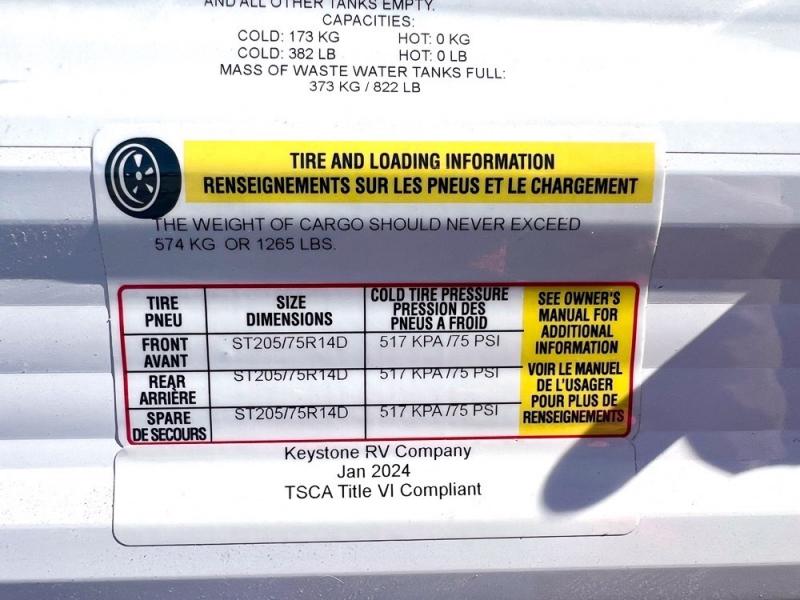 AND ALL OTHER TANKS EMPTY.
CAPACITIES:
COLD: 173 KG HOT: 0 KG
COLD: 382 LB HOT: 0 LB
MASS OF WASTE WATER TANKS FULL:
373 KG / 822 LB
TIRE AND LOADING INFORMATION
RENSEIGNEMENTS SUR LES PNEUS ET LE CHARGEMENT
THE WEIGHT OF CARGO SHOULD NEVER EXCEED
574 KG OR 1265 LBS.
TIRE
PNEU
SIZE
DIMENSIONS
COLD TIRE PRESSURE
PRESSION DES
PNEUS A FROID
FRONT
AVANT
ST205/75R14D
517 KPA /75 PSI
REAR
ARRIÈRE
ST205/75R14D
517 KPA /75 PSI
SPARE
DE SECOURS
ST205/75R14D
517 KPA /75 PSI
SEE OWNER'S
MANUAL FOR
ADDITIONAL
INFORMATION
VOIR LE MANUEL
DE L'USAGER
POUR PLUS DE
RENSEIGNEMENTS
Keystone RV Company
Jan 2024
TSCA Title VI Compliant